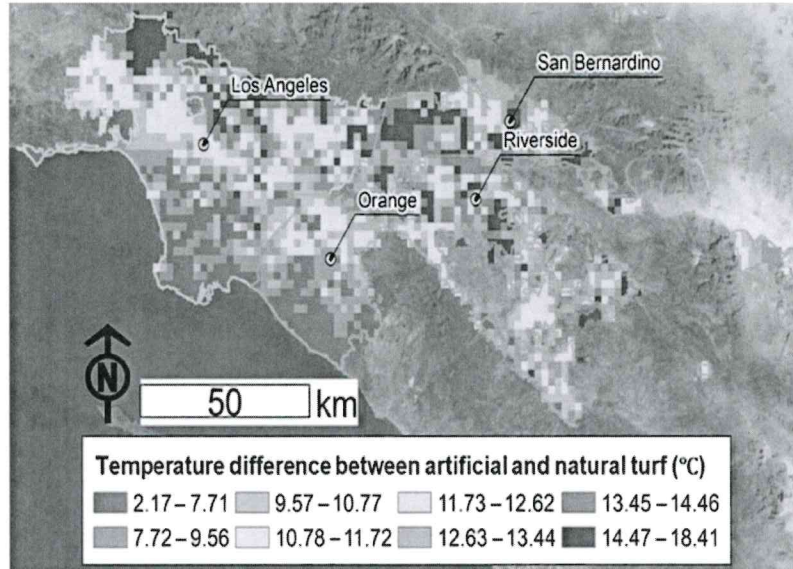 San Bernardino
Los Angeles
Riverside
Orange
N
50 km
Temperature difference between artificial and natural turf (°C)
2.17 – 7.71 9.57 – 10.77 11.73 – 12.62 13.45 – 14.46
7.72 – 9.56 10.78 – 11.72 12.63 – 13.44 14.47 – 18.41